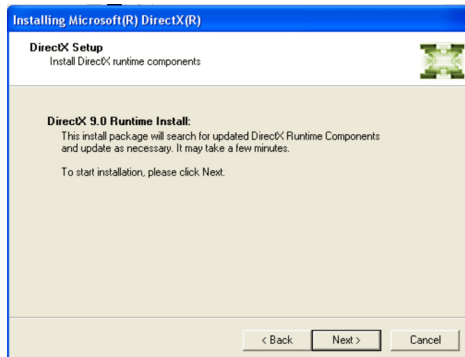 Installing Microsoft(R) DirectX(R)
DirectX Setup
Install DirectX runtime components
DirectX 9.0 Runtime Install:
This install package will search for updated DirectX Runtime Components
and update as necessary. It may take a few minutes.
To start installation, please click Next.
< Back
Next >
Cancel